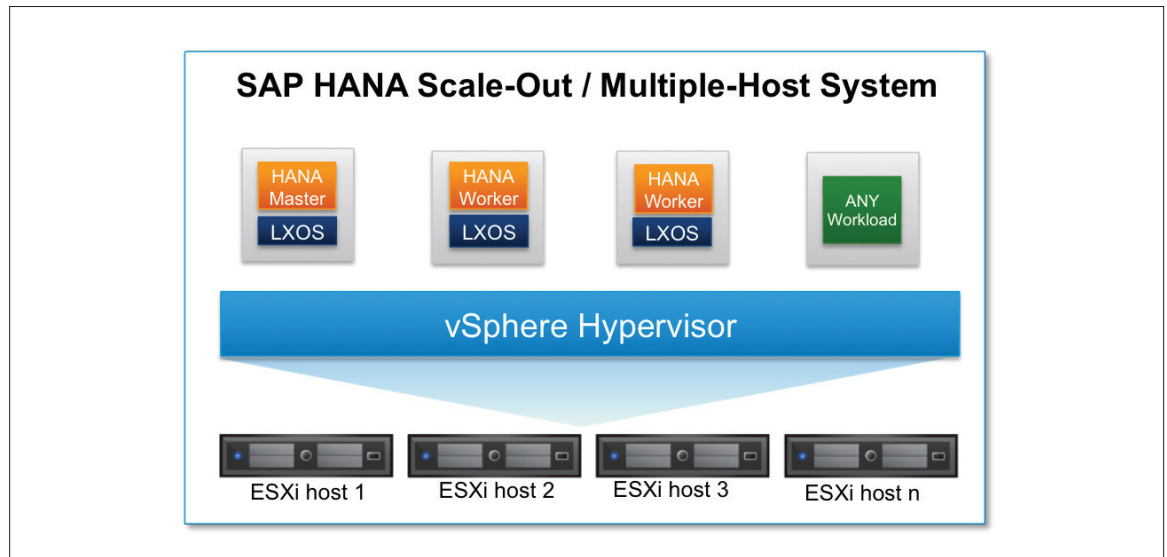 SAP HANA Scale-Out / Multiple-Host System
HANA
Master
LXOS
HANA
Worker
LXOS
HANA
Worker
LXOS
ANY
Workload
vSphere Hypervisor
ESXi host 1
ESXi host 2
ESXi host 3
ESXi host n